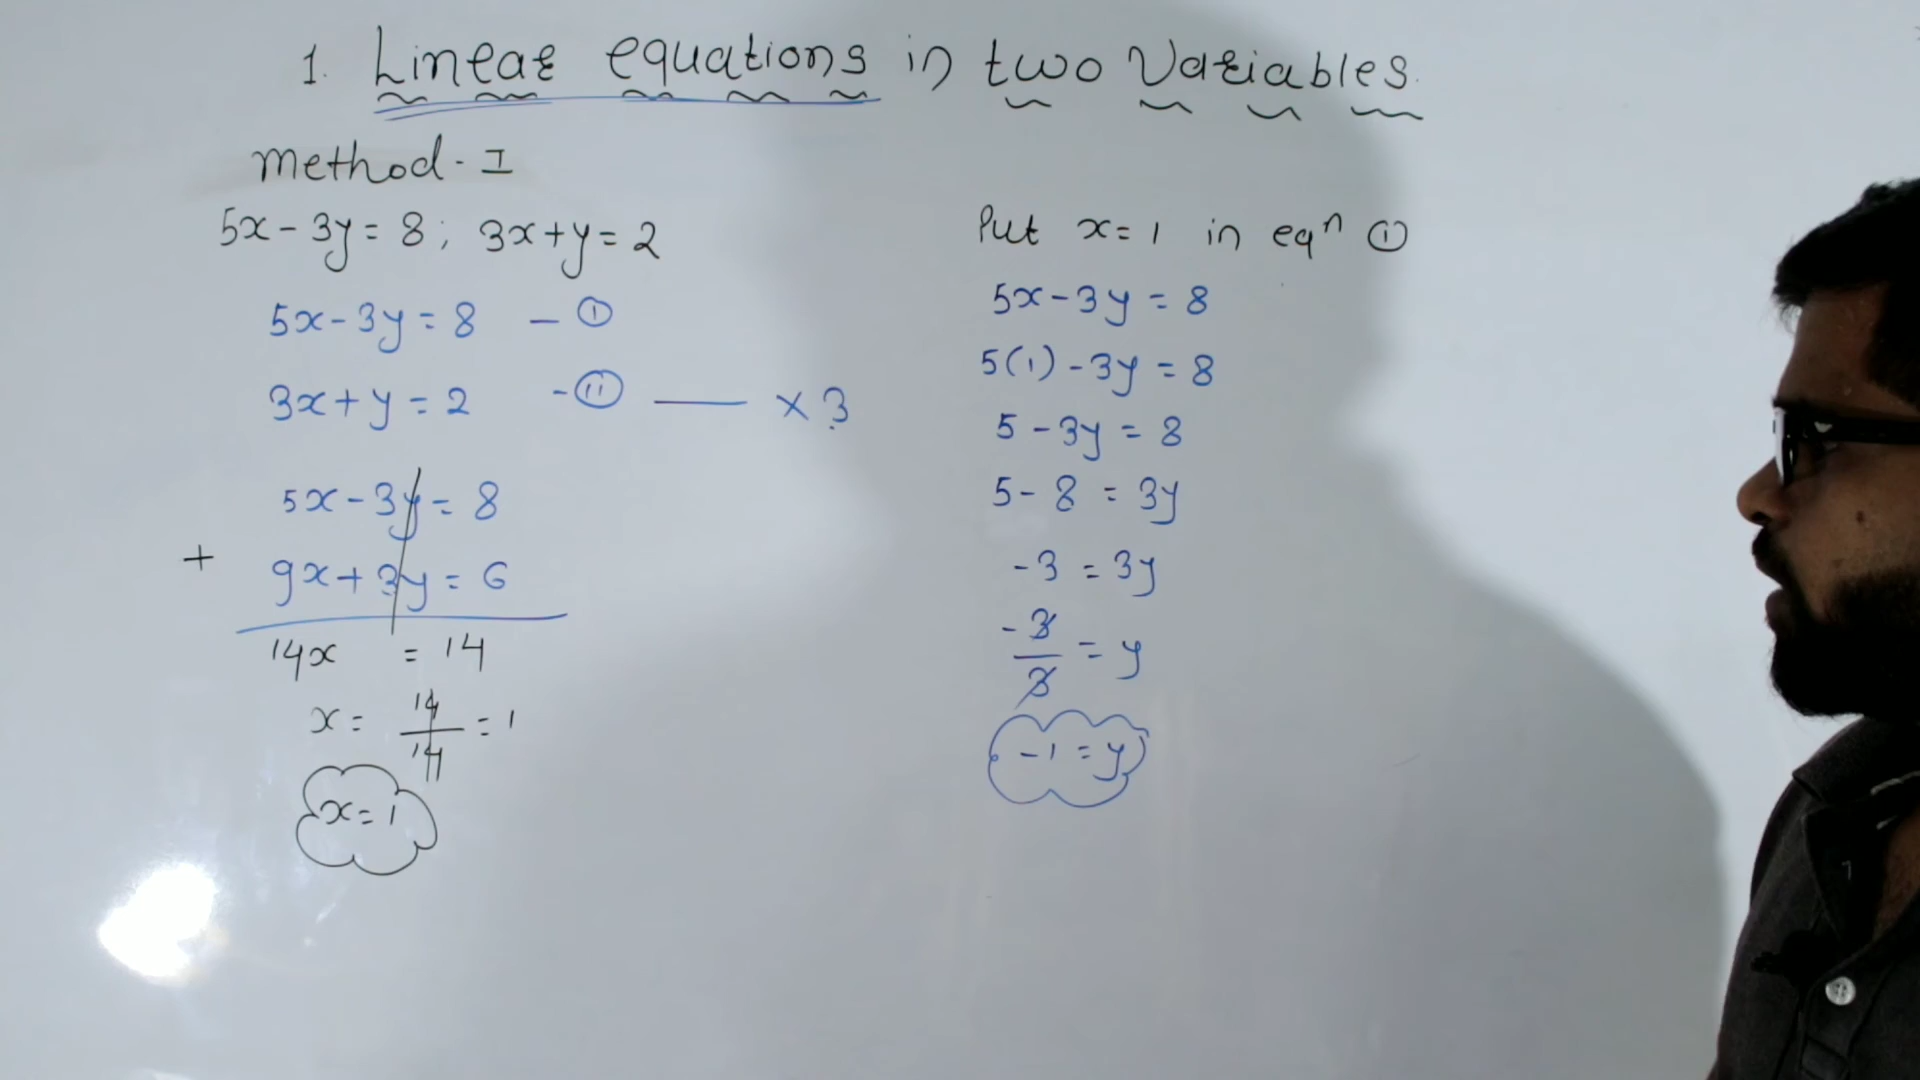 1. Linear equations in two Variables.
Method - I
5x - 3y = 8; 3x + y = 2
5x - 3y = 8 - ①
3x + y = 2 - ⑪ —— × 3
5x - 3y = 8
+ 9x + 3y = 6
14x = 14
x = 14/14 = 1
x = 1
Put x = 1 in eqⁿ ①
5x - 3y = 8
5(1) - 3y = 8
5 - 3y = 8
5 - 8 = 3y
-3 = 3y
-3/3 = y
-1 = y